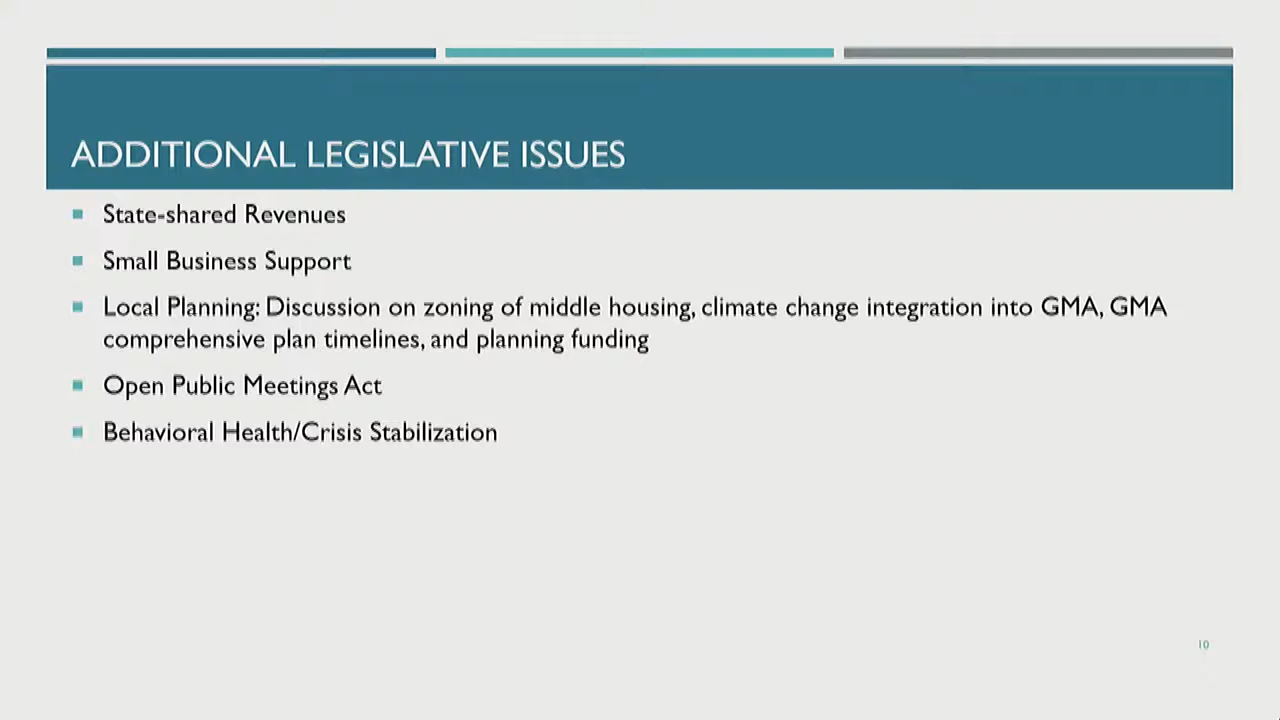 ADDITIONAL LEGISLATIVE ISSUES
State-shared Revenues
Small Business Support
Local Planning: Discussion on zoning of middle housing, climate change integration into GMA, GMA
comprehensive plan timelines, and planning funding
Open Public Meetings Act
Behavioral Health/Crisis Stabilization
10